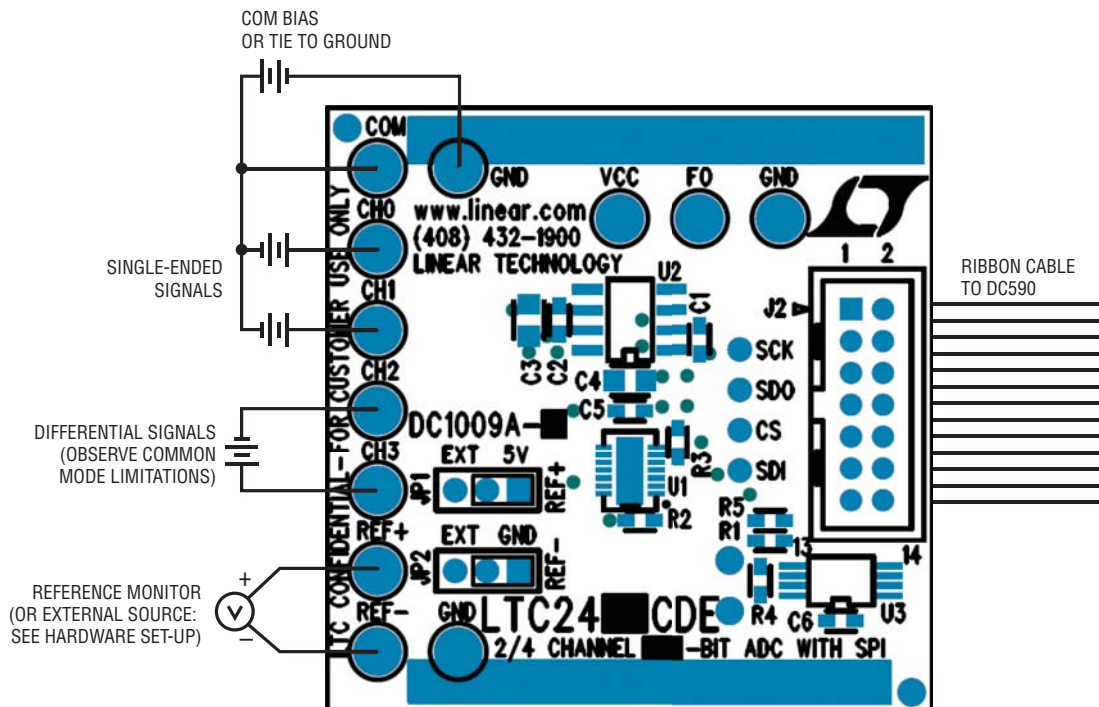 COM BIAS
OR TIE TO GROUND
COM
GND
VCC
FO
GND
CH0
www.linear.com
(408) 432-1900
LINEAR TECHNOLOGY
1 2
SINGLE-ENDED
SIGNALS
CH1
U2
C1
J2
RIBBON CABLE
TO DC590
C3
C2
C4
C5
SCK
SDO
CS
SDI
CH2
DIFFERENTIAL SIGNALS
(OBSERVE COMMON
MODE LIMITATIONS)
DC1009A-
CH3
EXT 5V
JP1
REF+
R3
U1
R2
R5
R1
REF+
EXT GND
JP2
REF-
13
14
REFERENCE MONITOR
(OR EXTERNAL SOURCE:
SEE HARDWARE SET-UP)
+
V
–
REF-
GND
LTC24 CDE
R4
C6
U3
2/4 CHANNEL -BIT ADC WITH SPI
LTC CONFIDENTIAL-FOR CUSTOMER USE ONLY